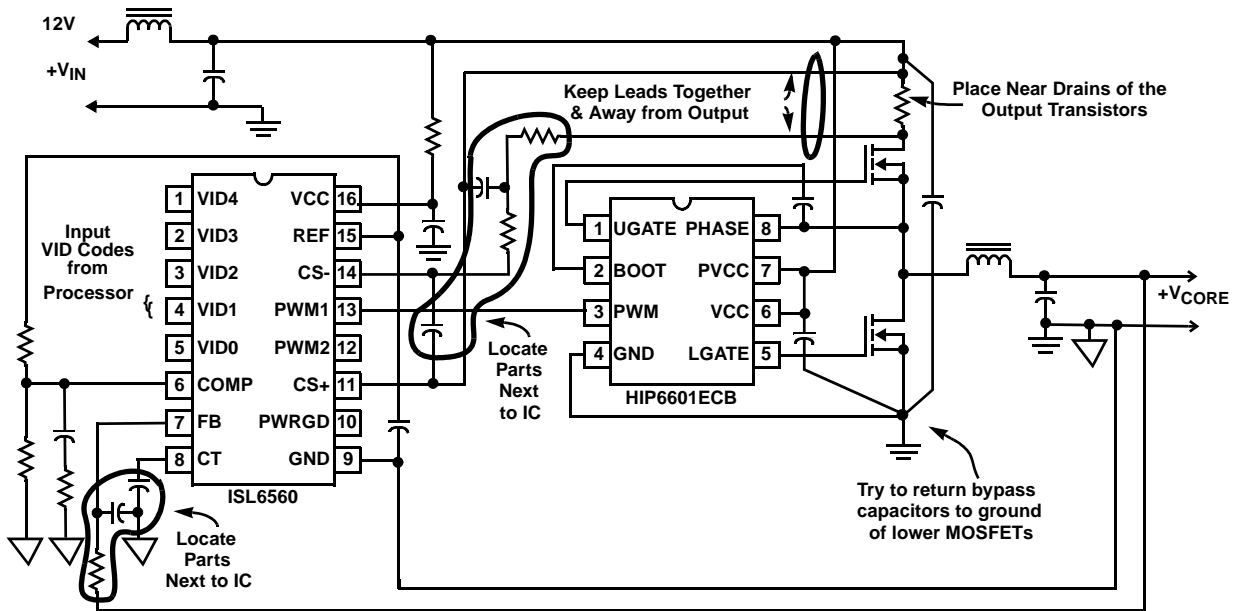 12V
+VIN
Keep Leads Together
& Away from Output
Place Near Drains of the
Output Transistors
Input
VID Codes
from
Processor
{
1 VID4 VCC 16
2 VID3 REF 15
3 VID2 CS- 14
4 VID1 PWM1 13
5 VID0 PWM2 12
6 COMP CS+ 11
7 FB PWRGD 10
8 CT GND 9
ISL6560
1 UGATE PHASE 8
2 BOOT PVCC 7
3 PWM VCC 6
4 GND LGATE 5
HIP6601ECB
+VCORE
Locate
Parts
Next
to IC
Locate
Parts
Next to IC
Try to return bypass
capacitors to ground
of lower MOSFETs